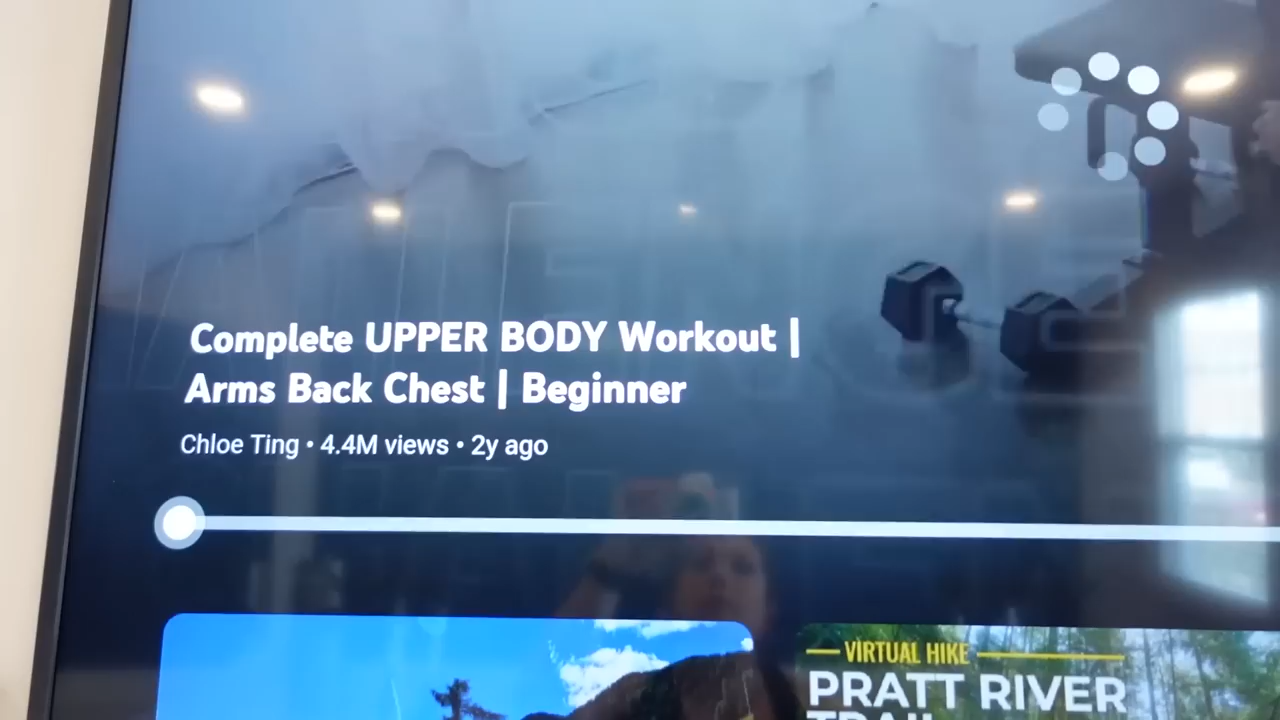 Complete UPPER BODY Workout |
Arms Back Chest | Beginner
Chloe Ting • 4.4M views • 2y ago
VIRTUAL HIKE
PRATT RIVER
TRAIL